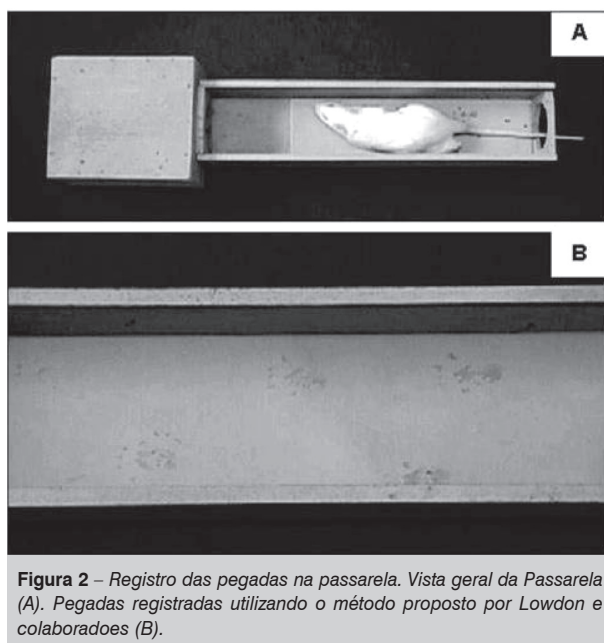 A
B
Figura 2 – Registro das pegadas na passarela. Vista geral da Passarela
(A). Pegadas registradas utilizando o método proposto por Lowdon e
colaboradoes (B).